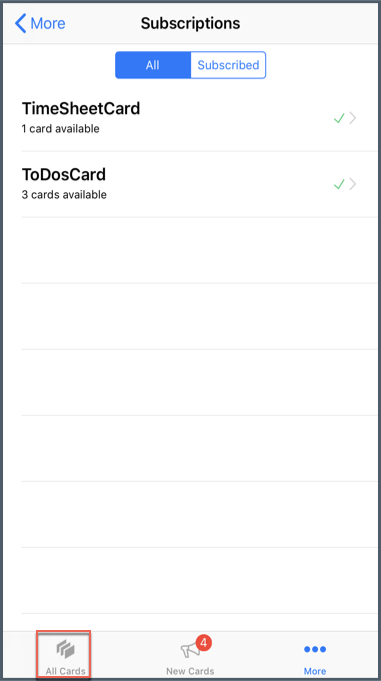 More
Subscriptions
All
Subscribed
TimeSheetCard
1 card available
ToDosCard
3 cards available
4
All Cards
New Cards
More